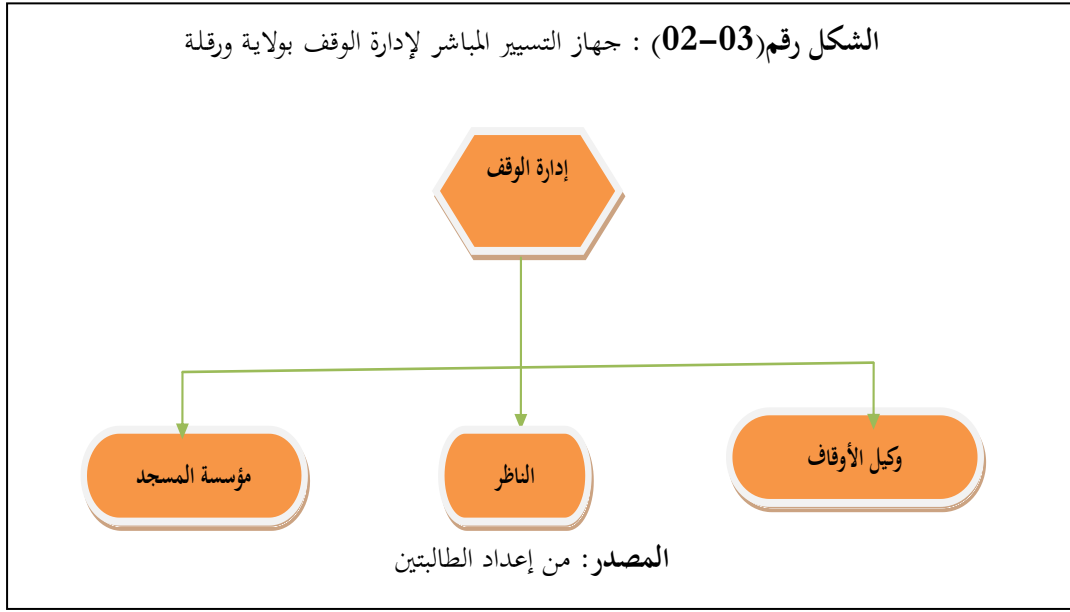 الشكل رقم(03-02) : جهاز التسيير المباشر لإدارة الوقف بولاية ورقلة
إدارة الوقف
وكيل الأوقاف
الناظر
مؤسسة المسجد
المصدر: من إعداد الطالبتين